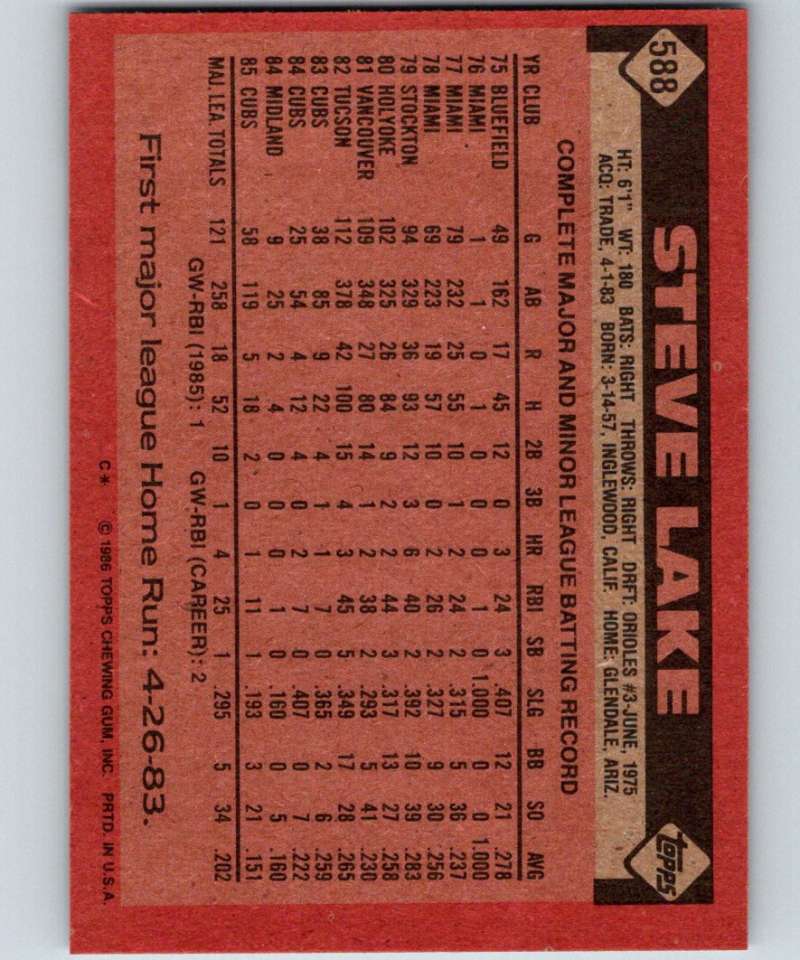 588 STEVE LAKE topps
HT: 6'1" WT: 180 BATS: RIGHT THROWS: RIGHT DRFT: ORIOLES #3-JUNE, 1975
ACQ: TRADE, 4-1-83 BORN: 3-14-57, INGLEWOOD, CALIF. HOME: GLENDALE, ARIZ.
COMPLETE MAJOR AND MINOR LEAGUE BATTING RECORD
YR CLUB G AB R H 2B 3B HR RBI SB SLG BB SO AVG
75 BLUEFIELD 49 162 17 45 12 0 3 24 3 .407 12 21 .278
76 MIAMI 1 1 0 1 0 0 0 1 0 1.000 0 0 1.000
77 MIAMI 79 232 25 55 10 1 2 24 2 .315 5 36 .237
78 MIAMI 69 223 19 57 10 0 2 26 2 .327 9 30 .256
79 STOCKTON 94 329 36 93 12 3 6 40 2 .392 10 39 .283
80 HOLYOKE 102 325 26 84 9 2 2 44 3 .317 13 27 .258
81 VANCOUVER 109 348 27 80 14 1 2 38 2 .293 5 41 .230
82 TUCSON 112 378 42 100 15 4 3 45 5 .349 17 28 .265
83 CUBS 38 85 9 22 4 1 1 7 0 .365 2 6 .259
84 CUBS 25 54 4 12 4 0 2 7 0 .407 0 7 .222
84 MIDLAND 9 25 2 4 0 0 0 1 0 .160 0 5 .160
85 CUBS 58 119 5 18 2 0 1 11 1 .193 3 21 .151
MAJ. LEA. TOTALS 121 258 18 52 10 1 4 25 1 .295 5 34 .202
GW-RBI (1985): 1 GW-RBI (CAREER): 2
First major league Home Run: 4-26-83.
C* © 1986 TOPPS CHEWING GUM, INC. PRTD. IN U.S.A.